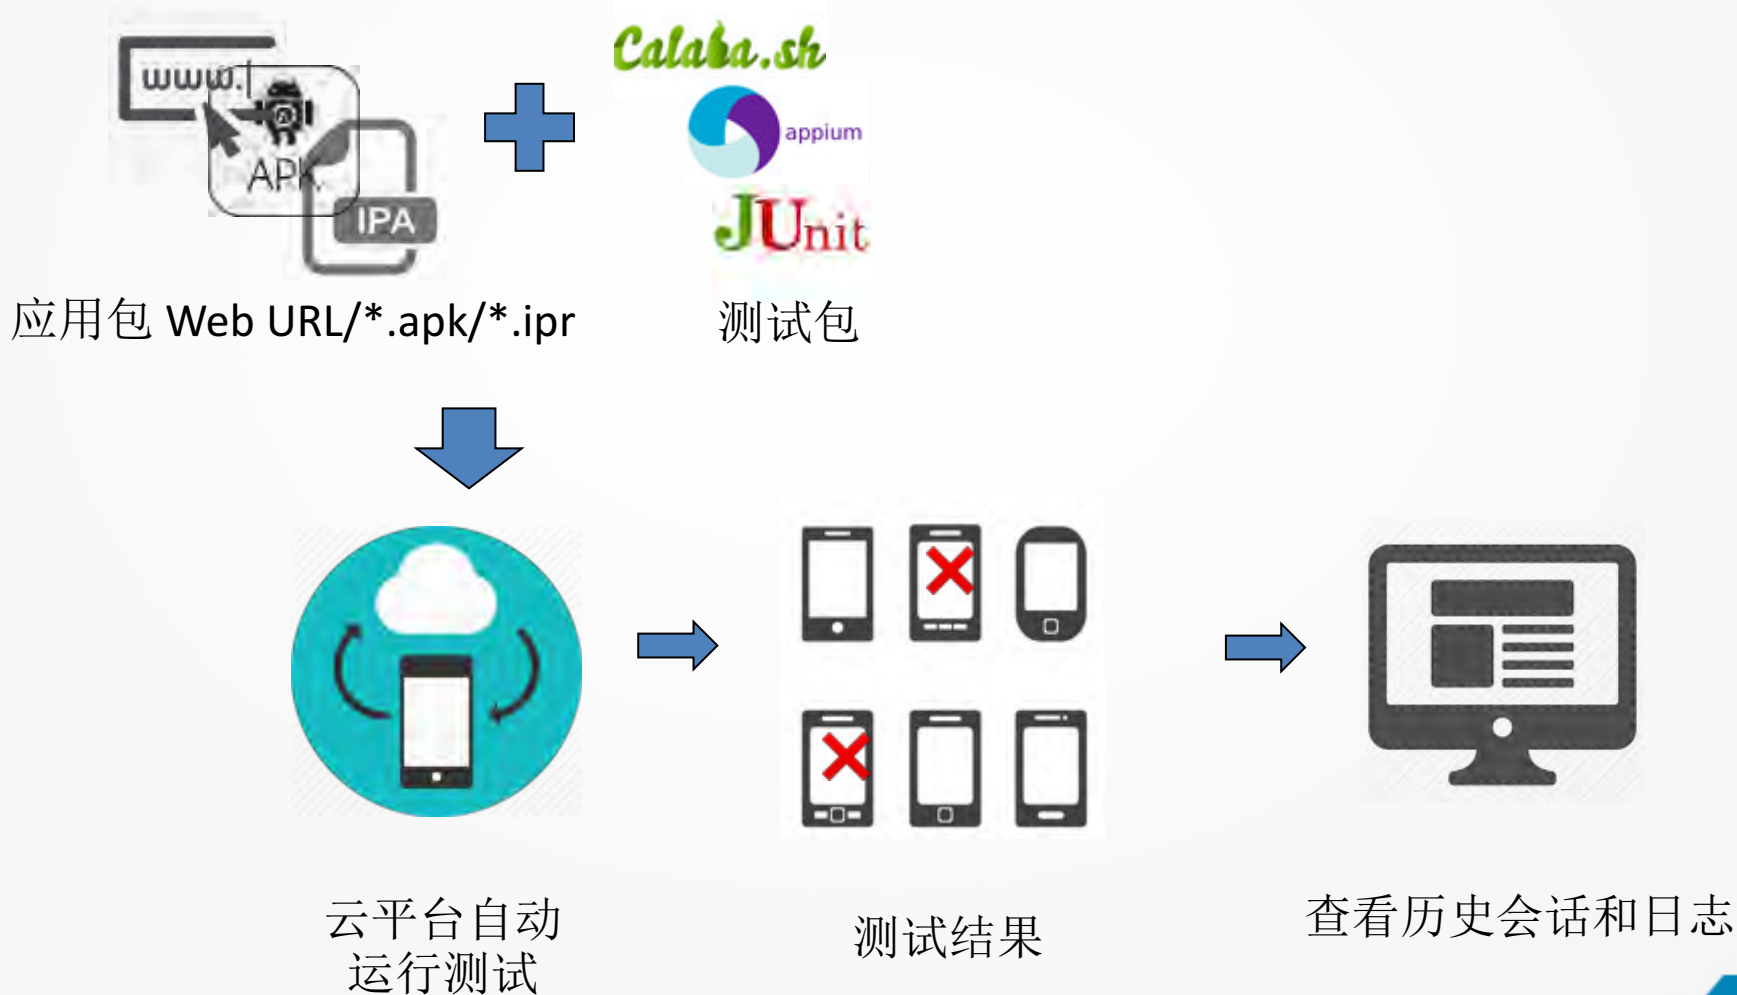 www.
APK
IPA
Calaba.sh
appium
JUnit
应用包 Web URL/*.apk/*.ipr
测试包
云平台自动
运行测试
测试结果
查看历史会话和日志